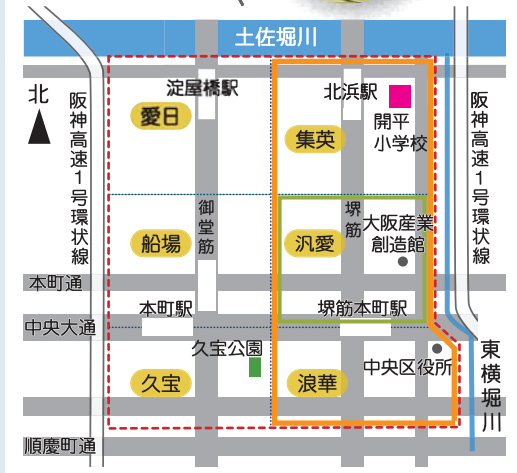 土佐堀川
北
淀屋橋駅
北浜駅
愛日
集英
開平
小学校
阪神高速1号環状線
阪神高速1号環状線
御堂筋
堺筋
船場
汎愛
大阪産業
創造館
本町通
本町駅
堺筋本町駅
中央大通
久宝公園
中央区役所
久宝
浪華
東横堀川
順慶町通